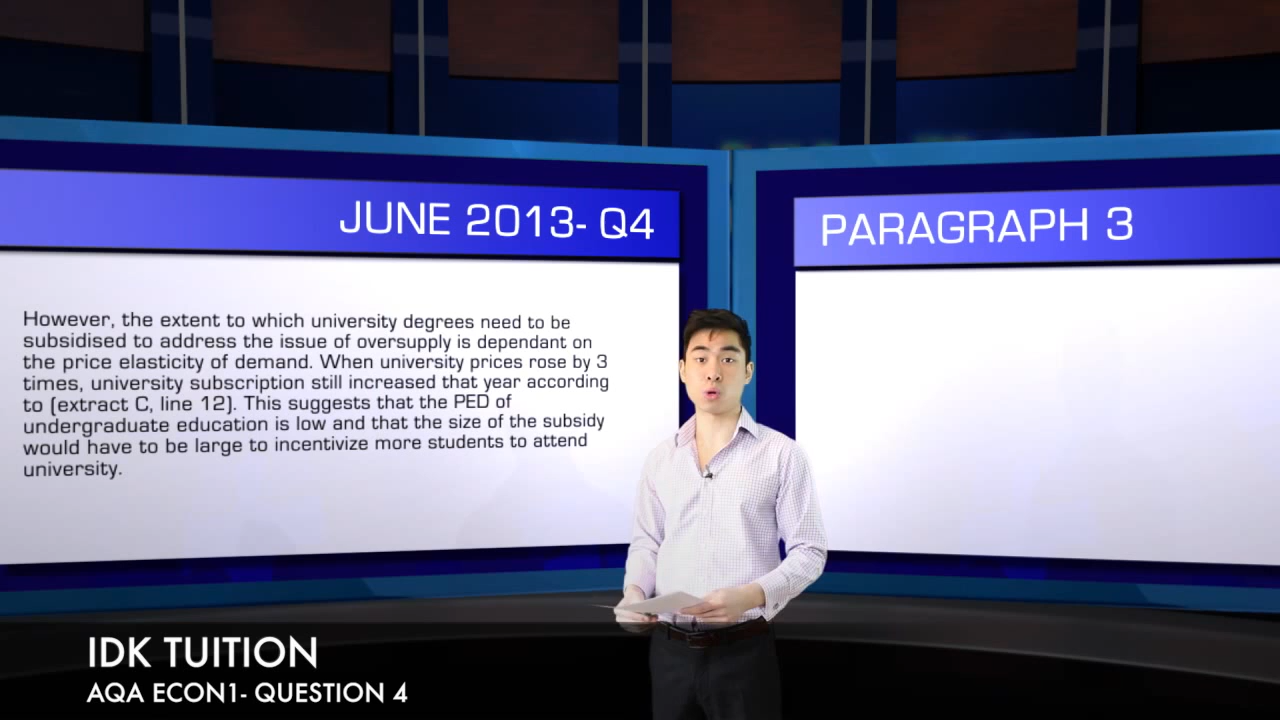 JUNE 2013- Q4
However, the extent to which university degrees need to be
subsidised to address the issue of oversupply is dependant on
the price elasticity of demand. When university prices rose by 3
times, university subscription still increased that year according
to (extract C, line 12). This suggests that the PED of
undergraduate education is low and that the size of the subsidy
would have to be large to incentivize more students to attend
university.
PARAGRAPH 3
IDK TUITION
AQA ECON1- QUESTION 4